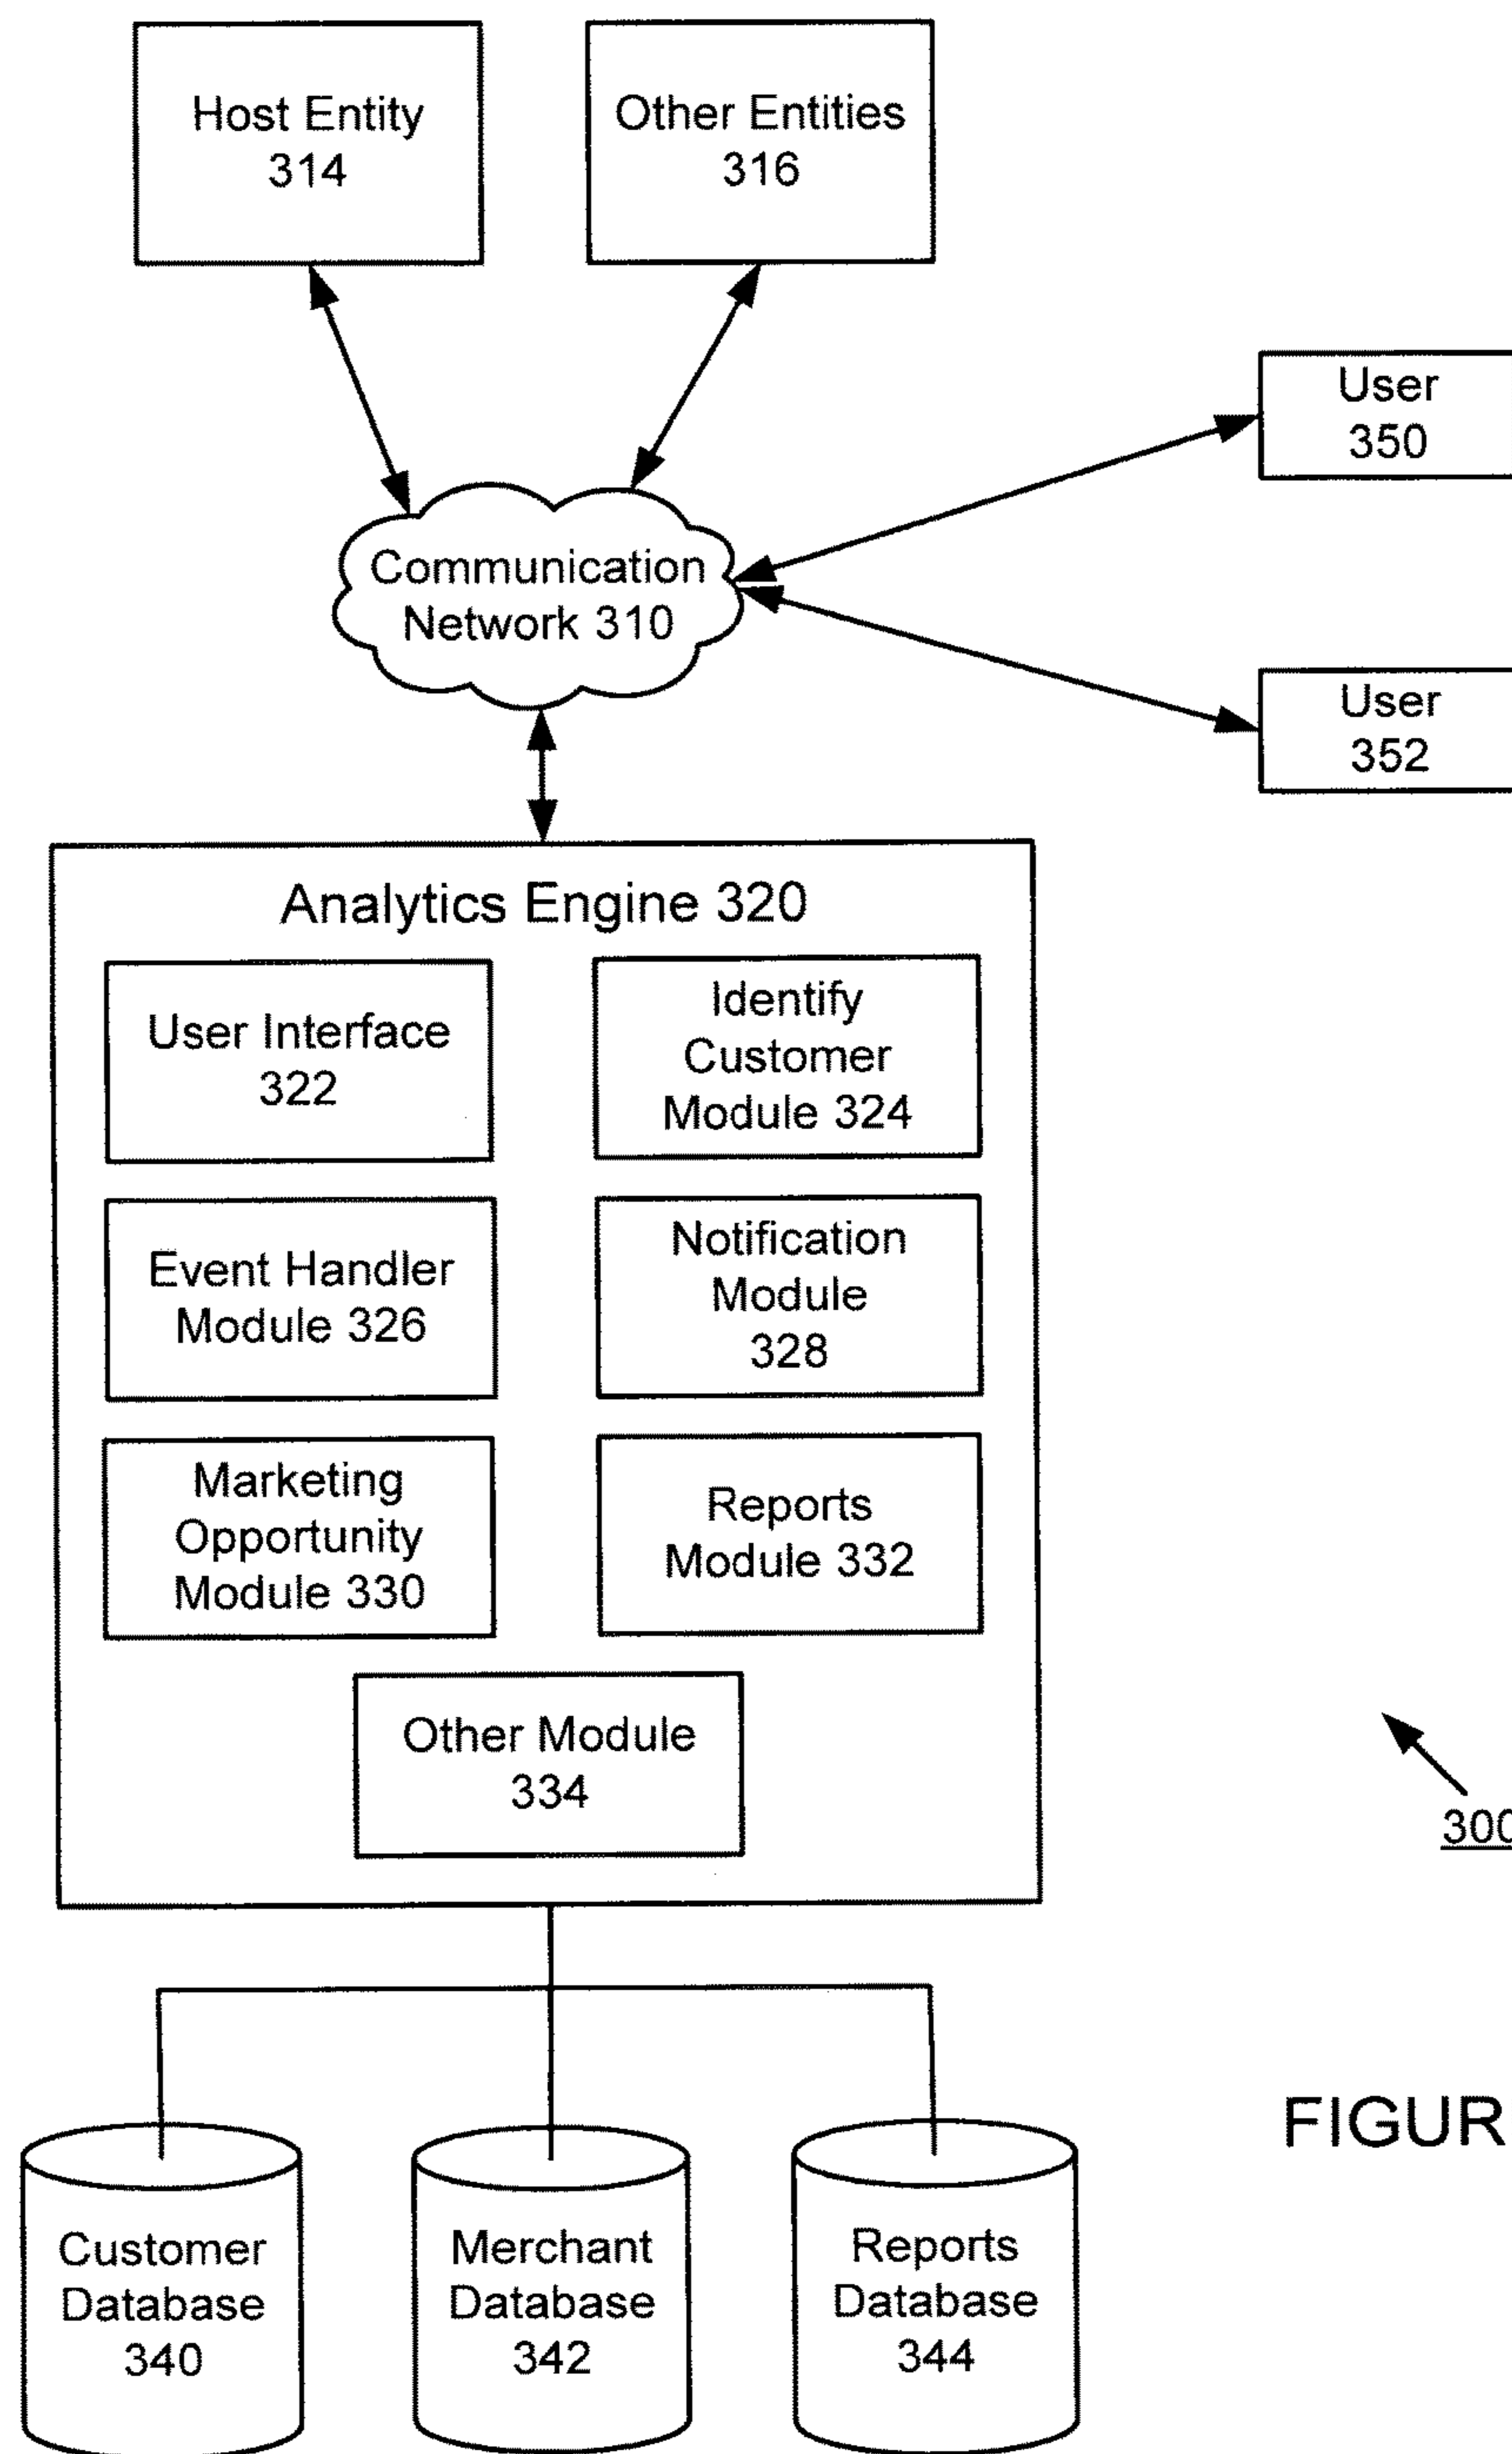 Host Entity
314
Other Entities
316
User
350
Communication
Network 310
User
352
Analytics Engine 320
User Interface
322
Identify
Customer
Module 324
Event Handler
Module 326
Notification
Module
328
Marketing
Opportunity
Module 330
Reports
Module 332
Other Module
334
300
FIGUR
Customer
Database
340
Merchant
Database
342
Reports
Database
344